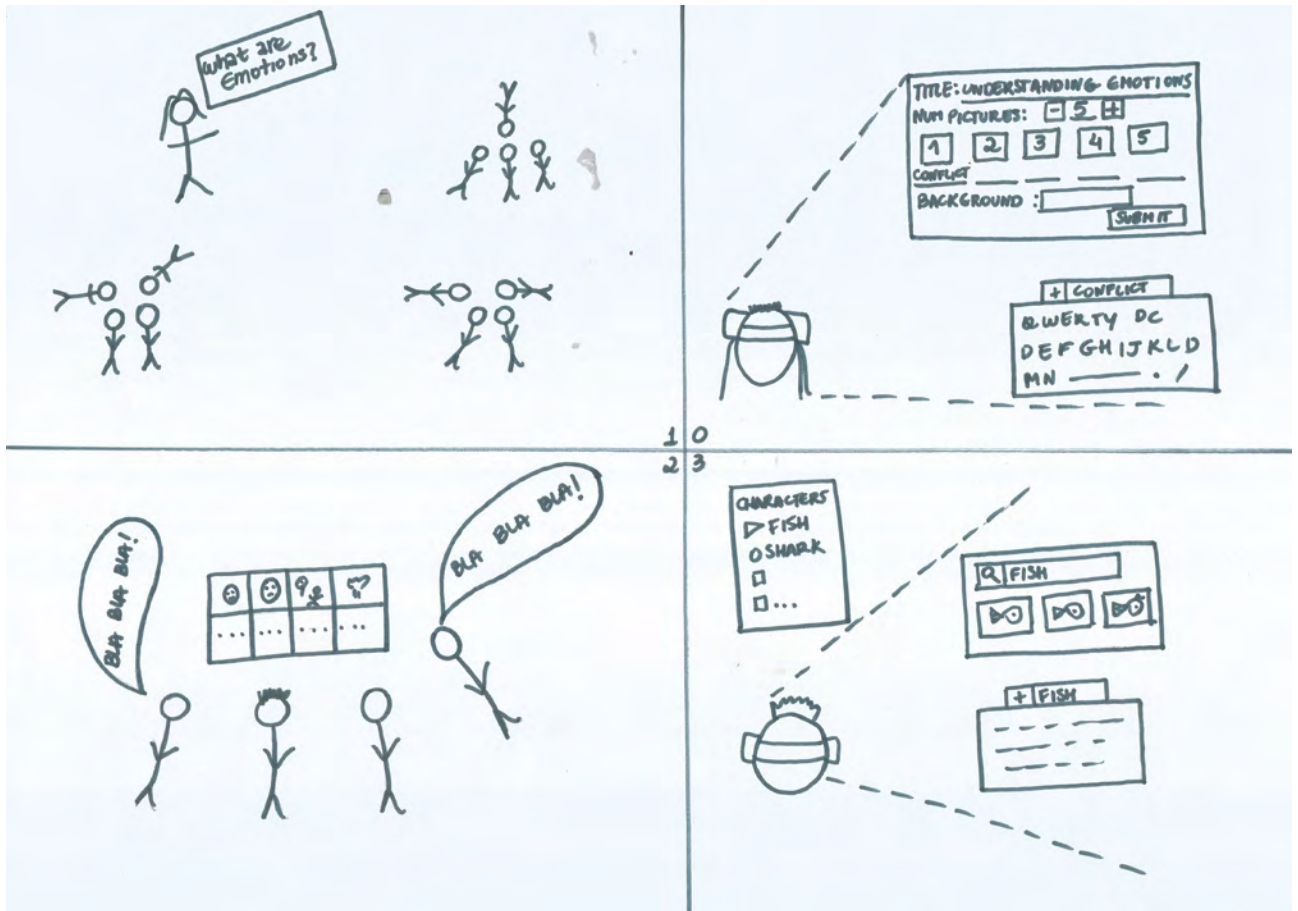 What are
Emotions?
TITLE: UNDERSTANDING EMOTIONS
NUM PICTURES: - 5 +
1 2 3 4 5
CONFLICT
BACKGROUND :
SUBMIT
+ CONFLICT
QWERTY DC
DEFGHIJKLD
MN
1 0
2 3
BLA BLA BLA!
BLA BLA BLA!
CHARACTERS
FISH
SHARK
...
FISH
+ FISH